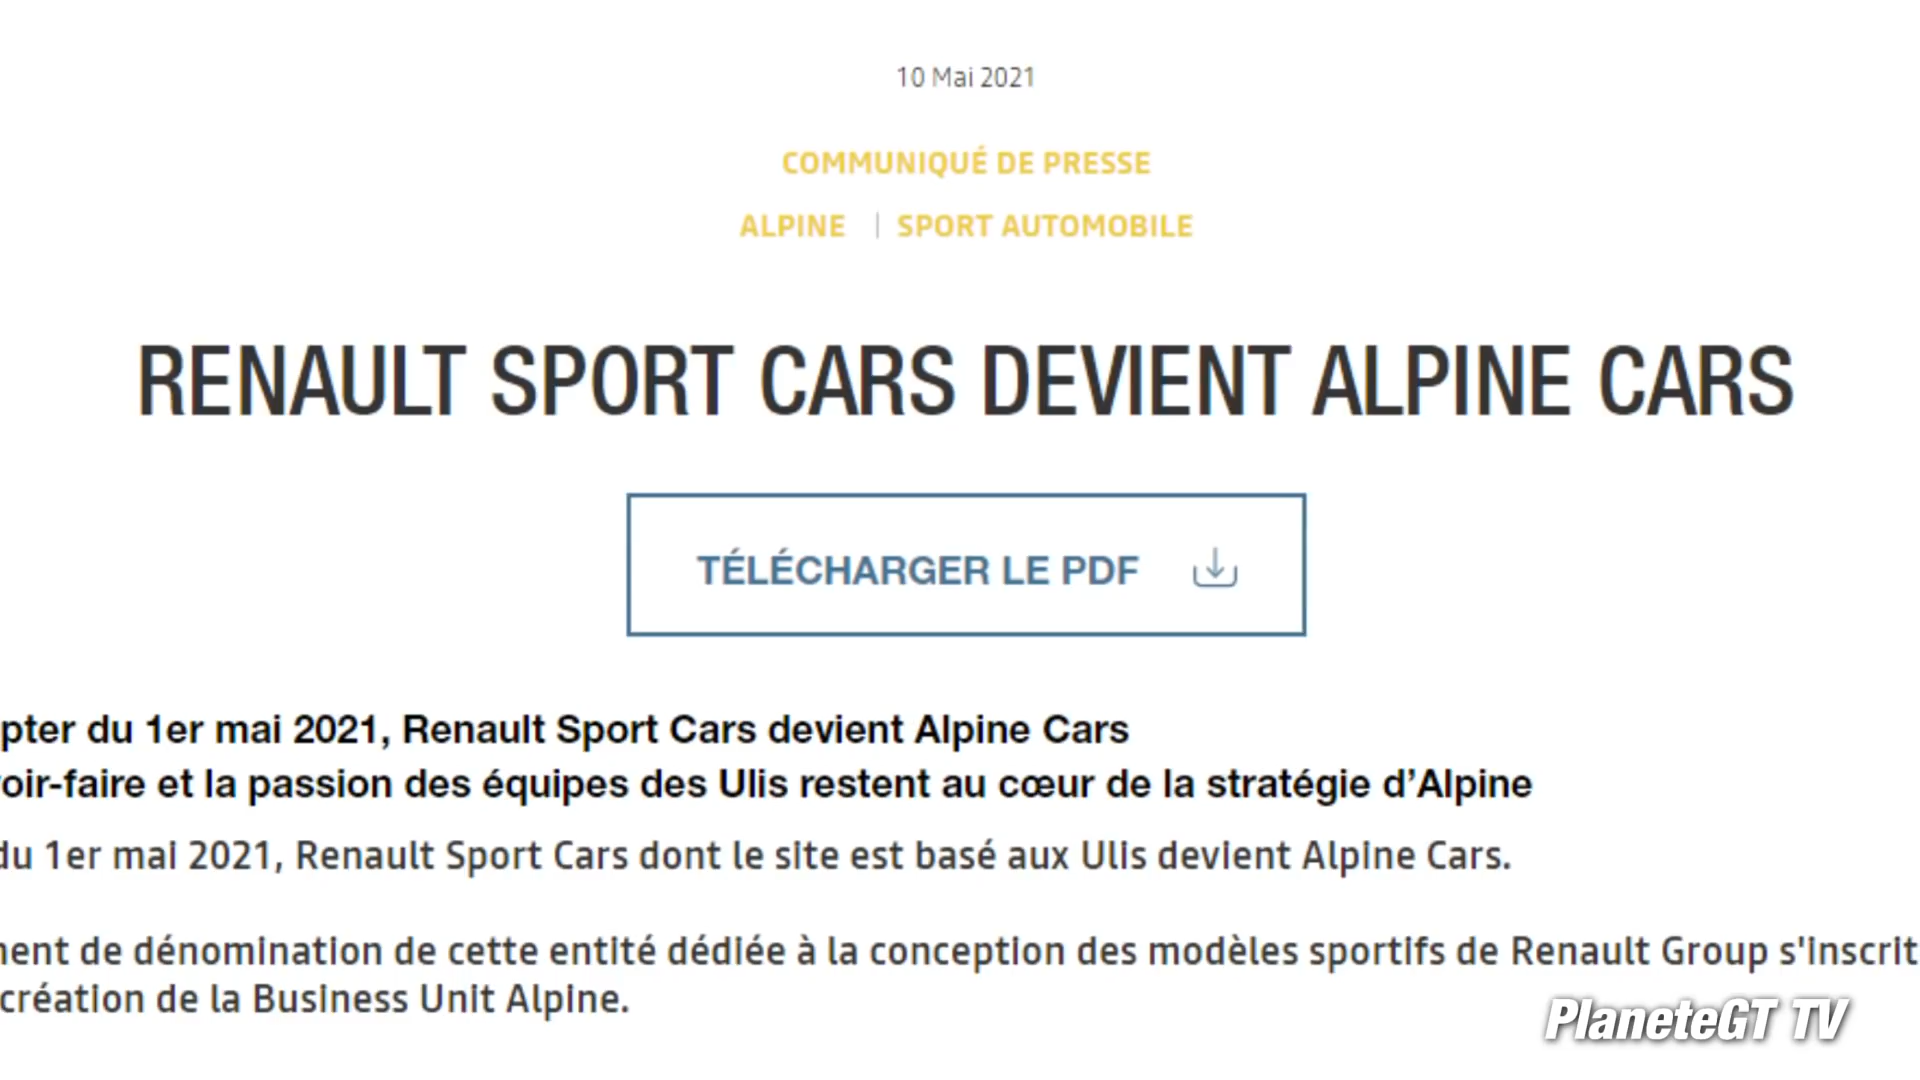 10 Mai 2021
COMMUNIQUÉ DE PRESSE
ALPINE | SPORT AUTOMOBILE
RENAULT SPORT CARS DEVIENT ALPINE CARS
TÉLÉCHARGER LE PDF
pter du 1er mai 2021, Renault Sport Cars devient Alpine Cars
oir-faire et la passion des équipes des Ulis restent au cœur de la stratégie d’Alpine
du 1er mai 2021, Renault Sport Cars dont le site est basé aux Ulis devient Alpine Cars.
ent de dénomination de cette entité dédiée à la conception des modèles sportifs de Renault Group s'inscrit
création de la Business Unit Alpine.
PlaneteGT TV